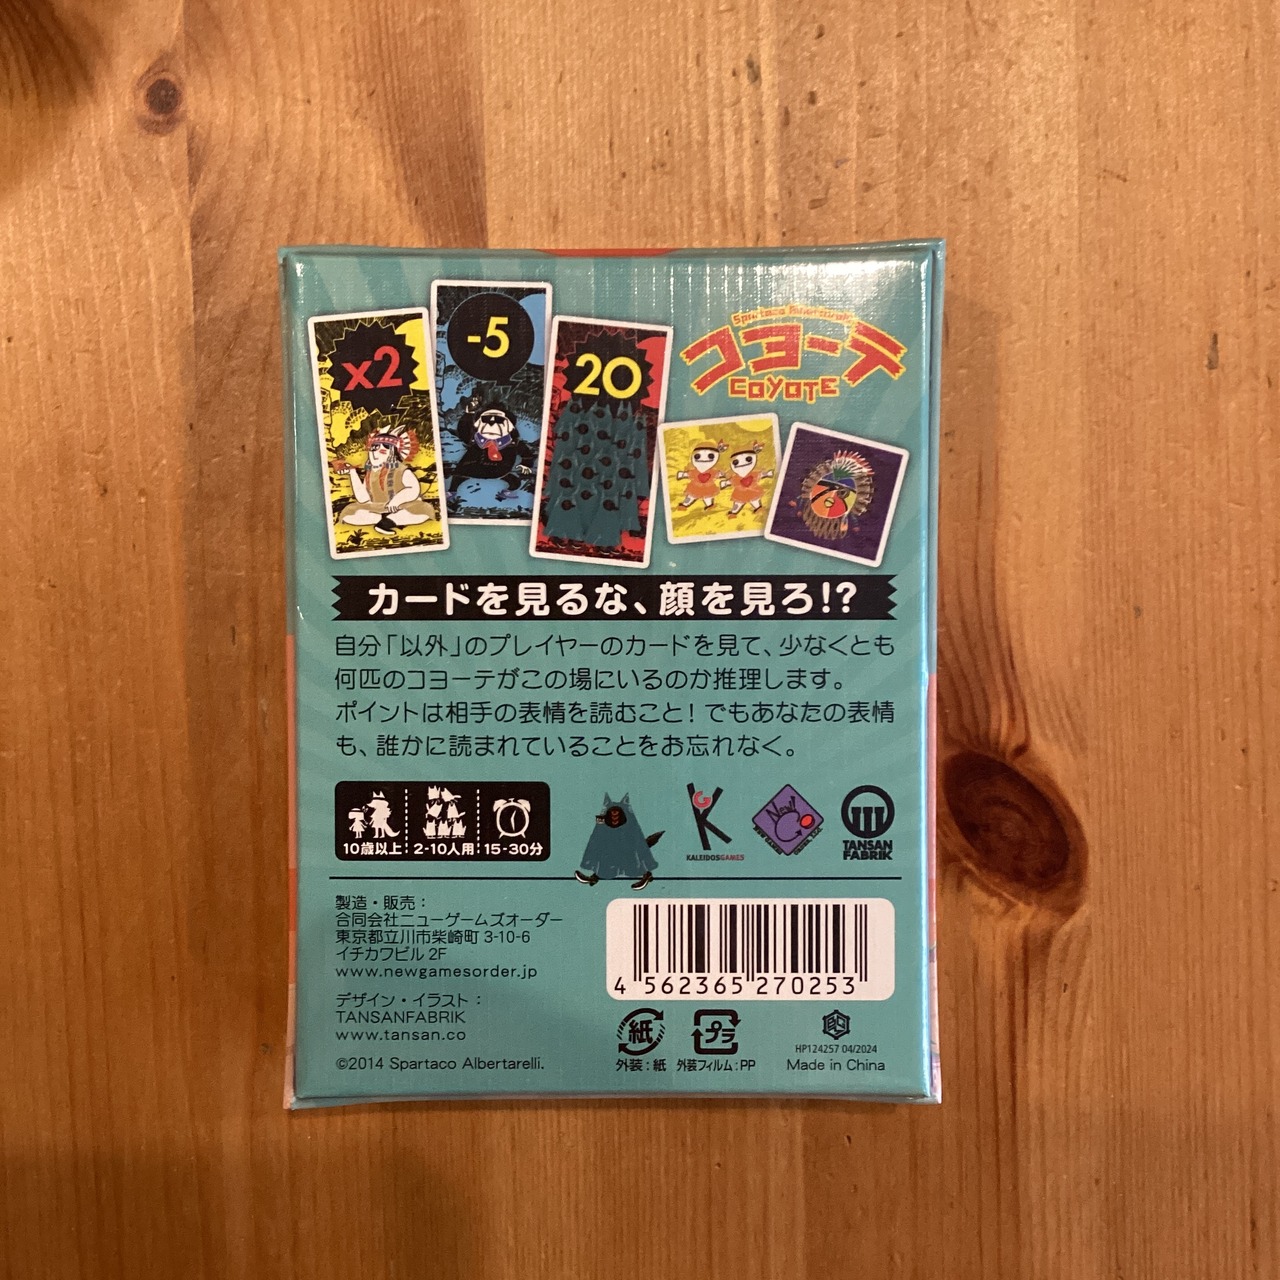 x2
-5
20
Spartaco Albertarelli
コヨーテ
COYOTE
カードを見るな、顔を見ろ!?
自分「以外」のプレイヤーのカードを見て、少なくとも
何匹のコヨーテがこの場にいるのか推理します。
ポイントは相手の表情を読むこと! でもあなたの表情
も、誰かに読まれていることをお忘れなく。
10歳以上 2-10人用 15-30分
KALEIDOSGAMES
TANSAN
FABRIK
製造・販売:
合同会社ニューゲームズオーダー
東京都立川市柴崎町 3-10-6
イチカワビル 2F
www.newgamesorder.jp
デザイン・イラスト:
TANSANFABRIK
www.tansan.co
©2014 Spartaco Albertarelli.
4 562365 270253
紙
外装:紙
プラ
外装フィルム:PP
HP124257 04/2024
Made in China